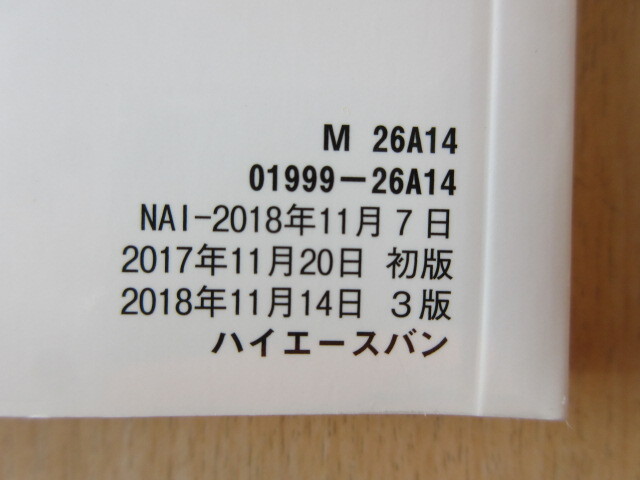 M 26A14
01999-26A14
NAI-2018年11月7日
2017年11月20日 初版
2018年11月14日 3版
ハイエースバン